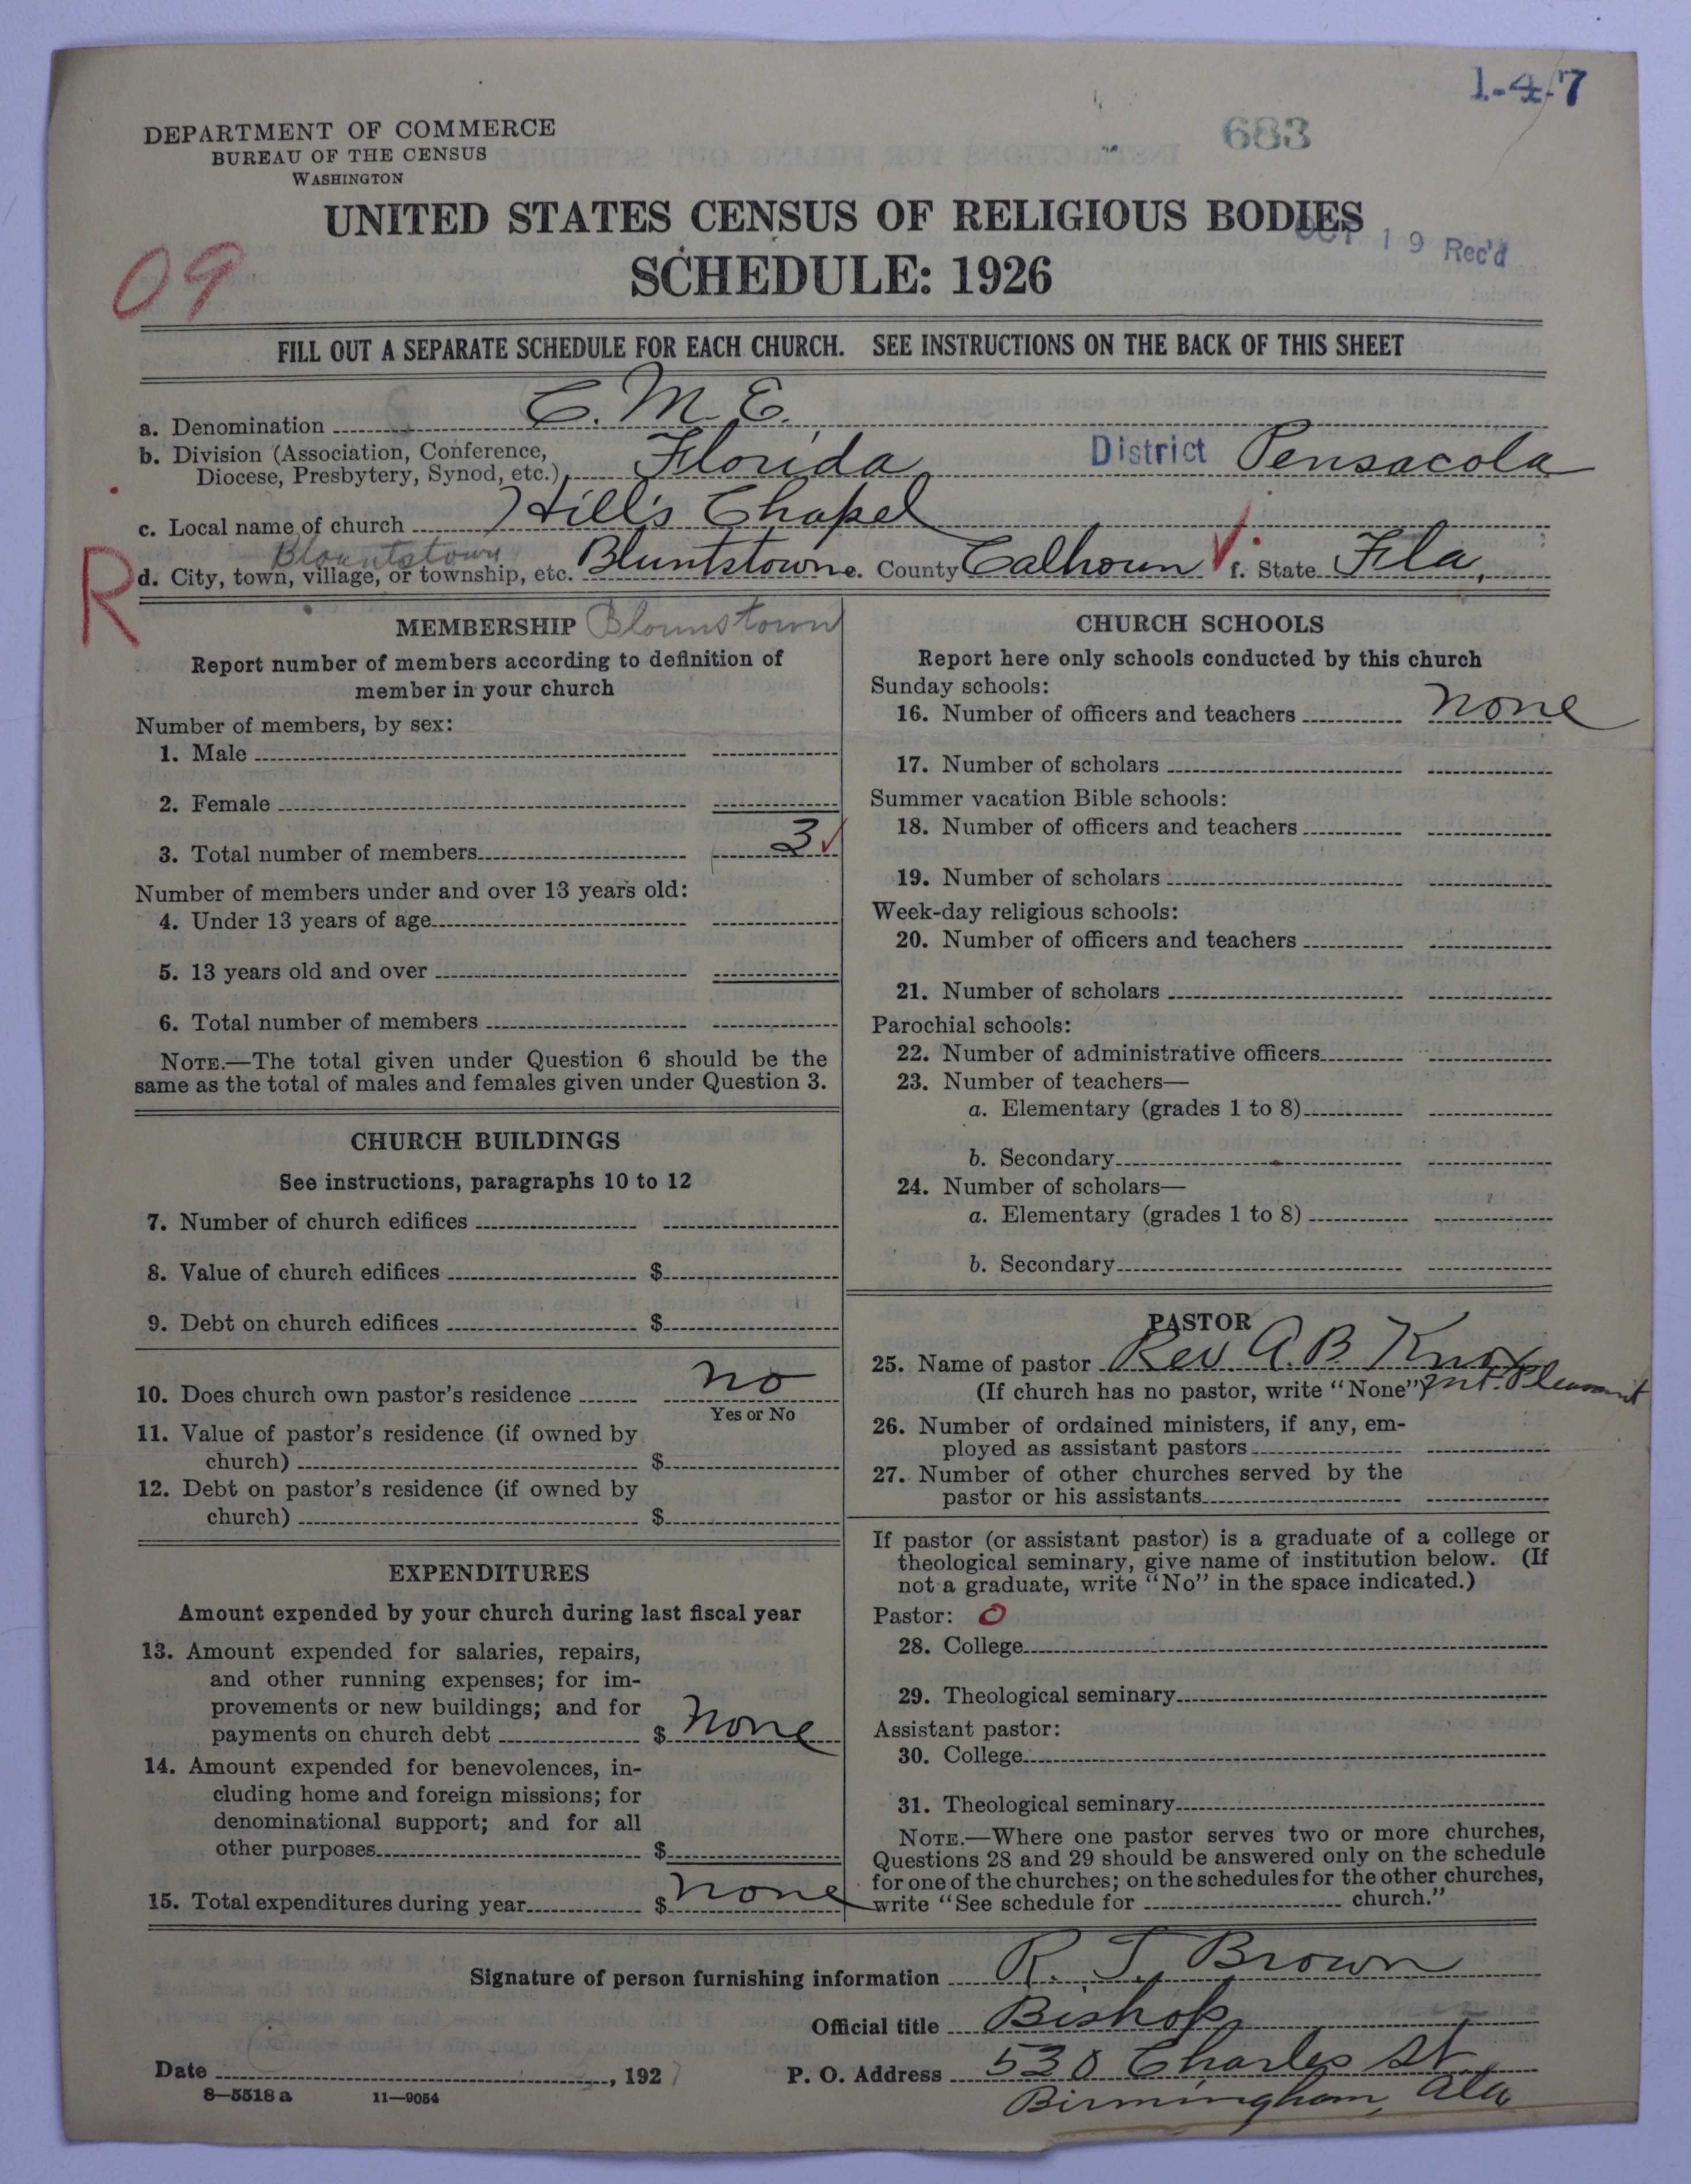 1-4-7
683
DEPARTMENT OF COMMERCE
BUREAU OF THE CENSUS
WASHINGTON
UNITED STATES CENSUS OF RELIGIOUS BODIES
OCT 19 Rec'd
09
SCHEDULE: 1926
FILL OUT A SEPARATE SCHEDULE FOR EACH CHURCH. SEE INSTRUCTIONS ON THE BACK OF THIS SHEET
a. Denomination C. M. E.
b. Division (Association, Conference,
Diocese, Presbytery, Synod, etc.) Florida District Pensacola
c. Local name of church Hill's Chapel
Blountstown
R d. City, town, village, or township, etc. Bluntstown e. County Calhoun f. State Fla.
MEMBERSHIP Blounstown
Report number of members according to definition of
member in your church
Number of members, by sex:
1. Male
2. Female
3. Total number of members 3
Number of members under and over 13 years old:
4. Under 13 years of age
5. 13 years old and over
6. Total number of members
NOTE.—The total given under Question 6 should be the
same as the total of males and females given under Question 3.
CHURCH BUILDINGS
See instructions, paragraphs 10 to 12
7. Number of church edifices
8. Value of church edifices $
9. Debt on church edifices $
10. Does church own pastor's residence no
Yes or No
11. Value of pastor's residence (if owned by
church) $
12. Debt on pastor's residence (if owned by
church) $
EXPENDITURES
Amount expended by your church during last fiscal year
13. Amount expended for salaries, repairs,
and other running expenses; for im-
provements or new buildings; and for
payments on church debt $ none
14. Amount expended for benevolences, in-
cluding home and foreign missions; for
denominational support; and for all
other purposes $
15. Total expenditures during year $ none
CHURCH SCHOOLS
Report here only schools conducted by this church
Sunday schools:
16. Number of officers and teachers none
17. Number of scholars
Summer vacation Bible schools:
18. Number of officers and teachers
19. Number of scholars
Week-day religious schools:
20. Number of officers and teachers
21. Number of scholars
Parochial schools:
22. Number of administrative officers
23. Number of teachers—
a. Elementary (grades 1 to 8)
b. Secondary
24. Number of scholars—
a. Elementary (grades 1 to 8)
b. Secondary
PASTOR
25. Name of pastor Rev A. B. Knox
(If church has no pastor, write "None") Mt. Pleasant
26. Number of ordained ministers, if any, em-
ployed as assistant pastors
27. Number of other churches served by the
pastor or his assistants
If pastor (or assistant pastor) is a graduate of a college or
theological seminary, give name of institution below. (If
not a graduate, write "No" in the space indicated.)
Pastor: O
28. College
29. Theological seminary
Assistant pastor:
30. College
31. Theological seminary
NOTE.—Where one pastor serves two or more churches,
Questions 28 and 29 should be answered only on the schedule
for one of the churches; on the schedules for the other churches,
write "See schedule for church."
Signature of person furnishing information R. T. Brown
Official title Bishop
Date , 1927 P. O. Address 530 Charles St
8—5518a 11—9054 Birmingham, Ala